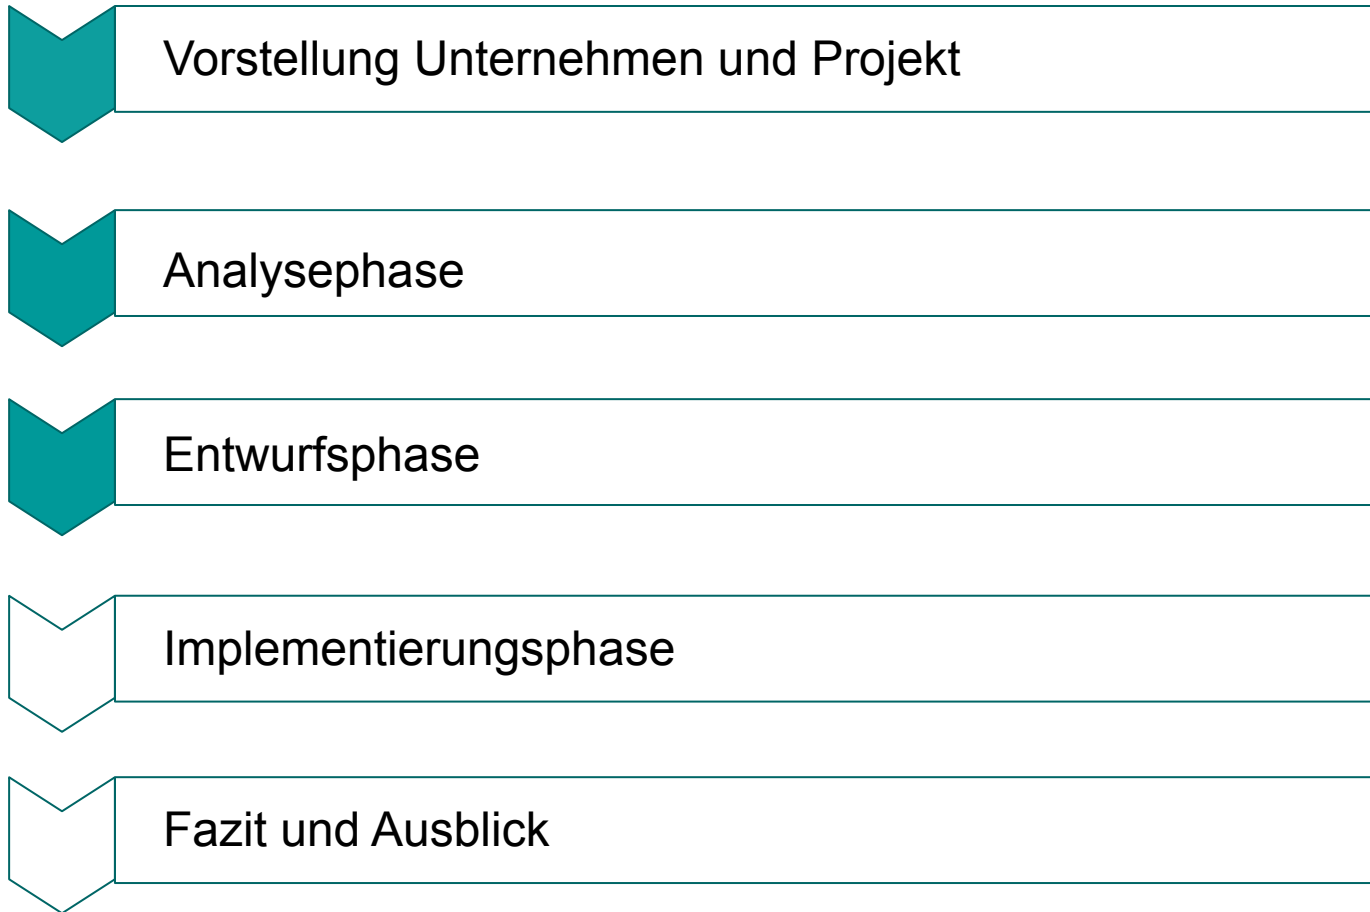 Vorstellung Unternehmen und Projekt
Analysephase
Entwurfsphase
Implementierungsphase
Fazit und Ausblick